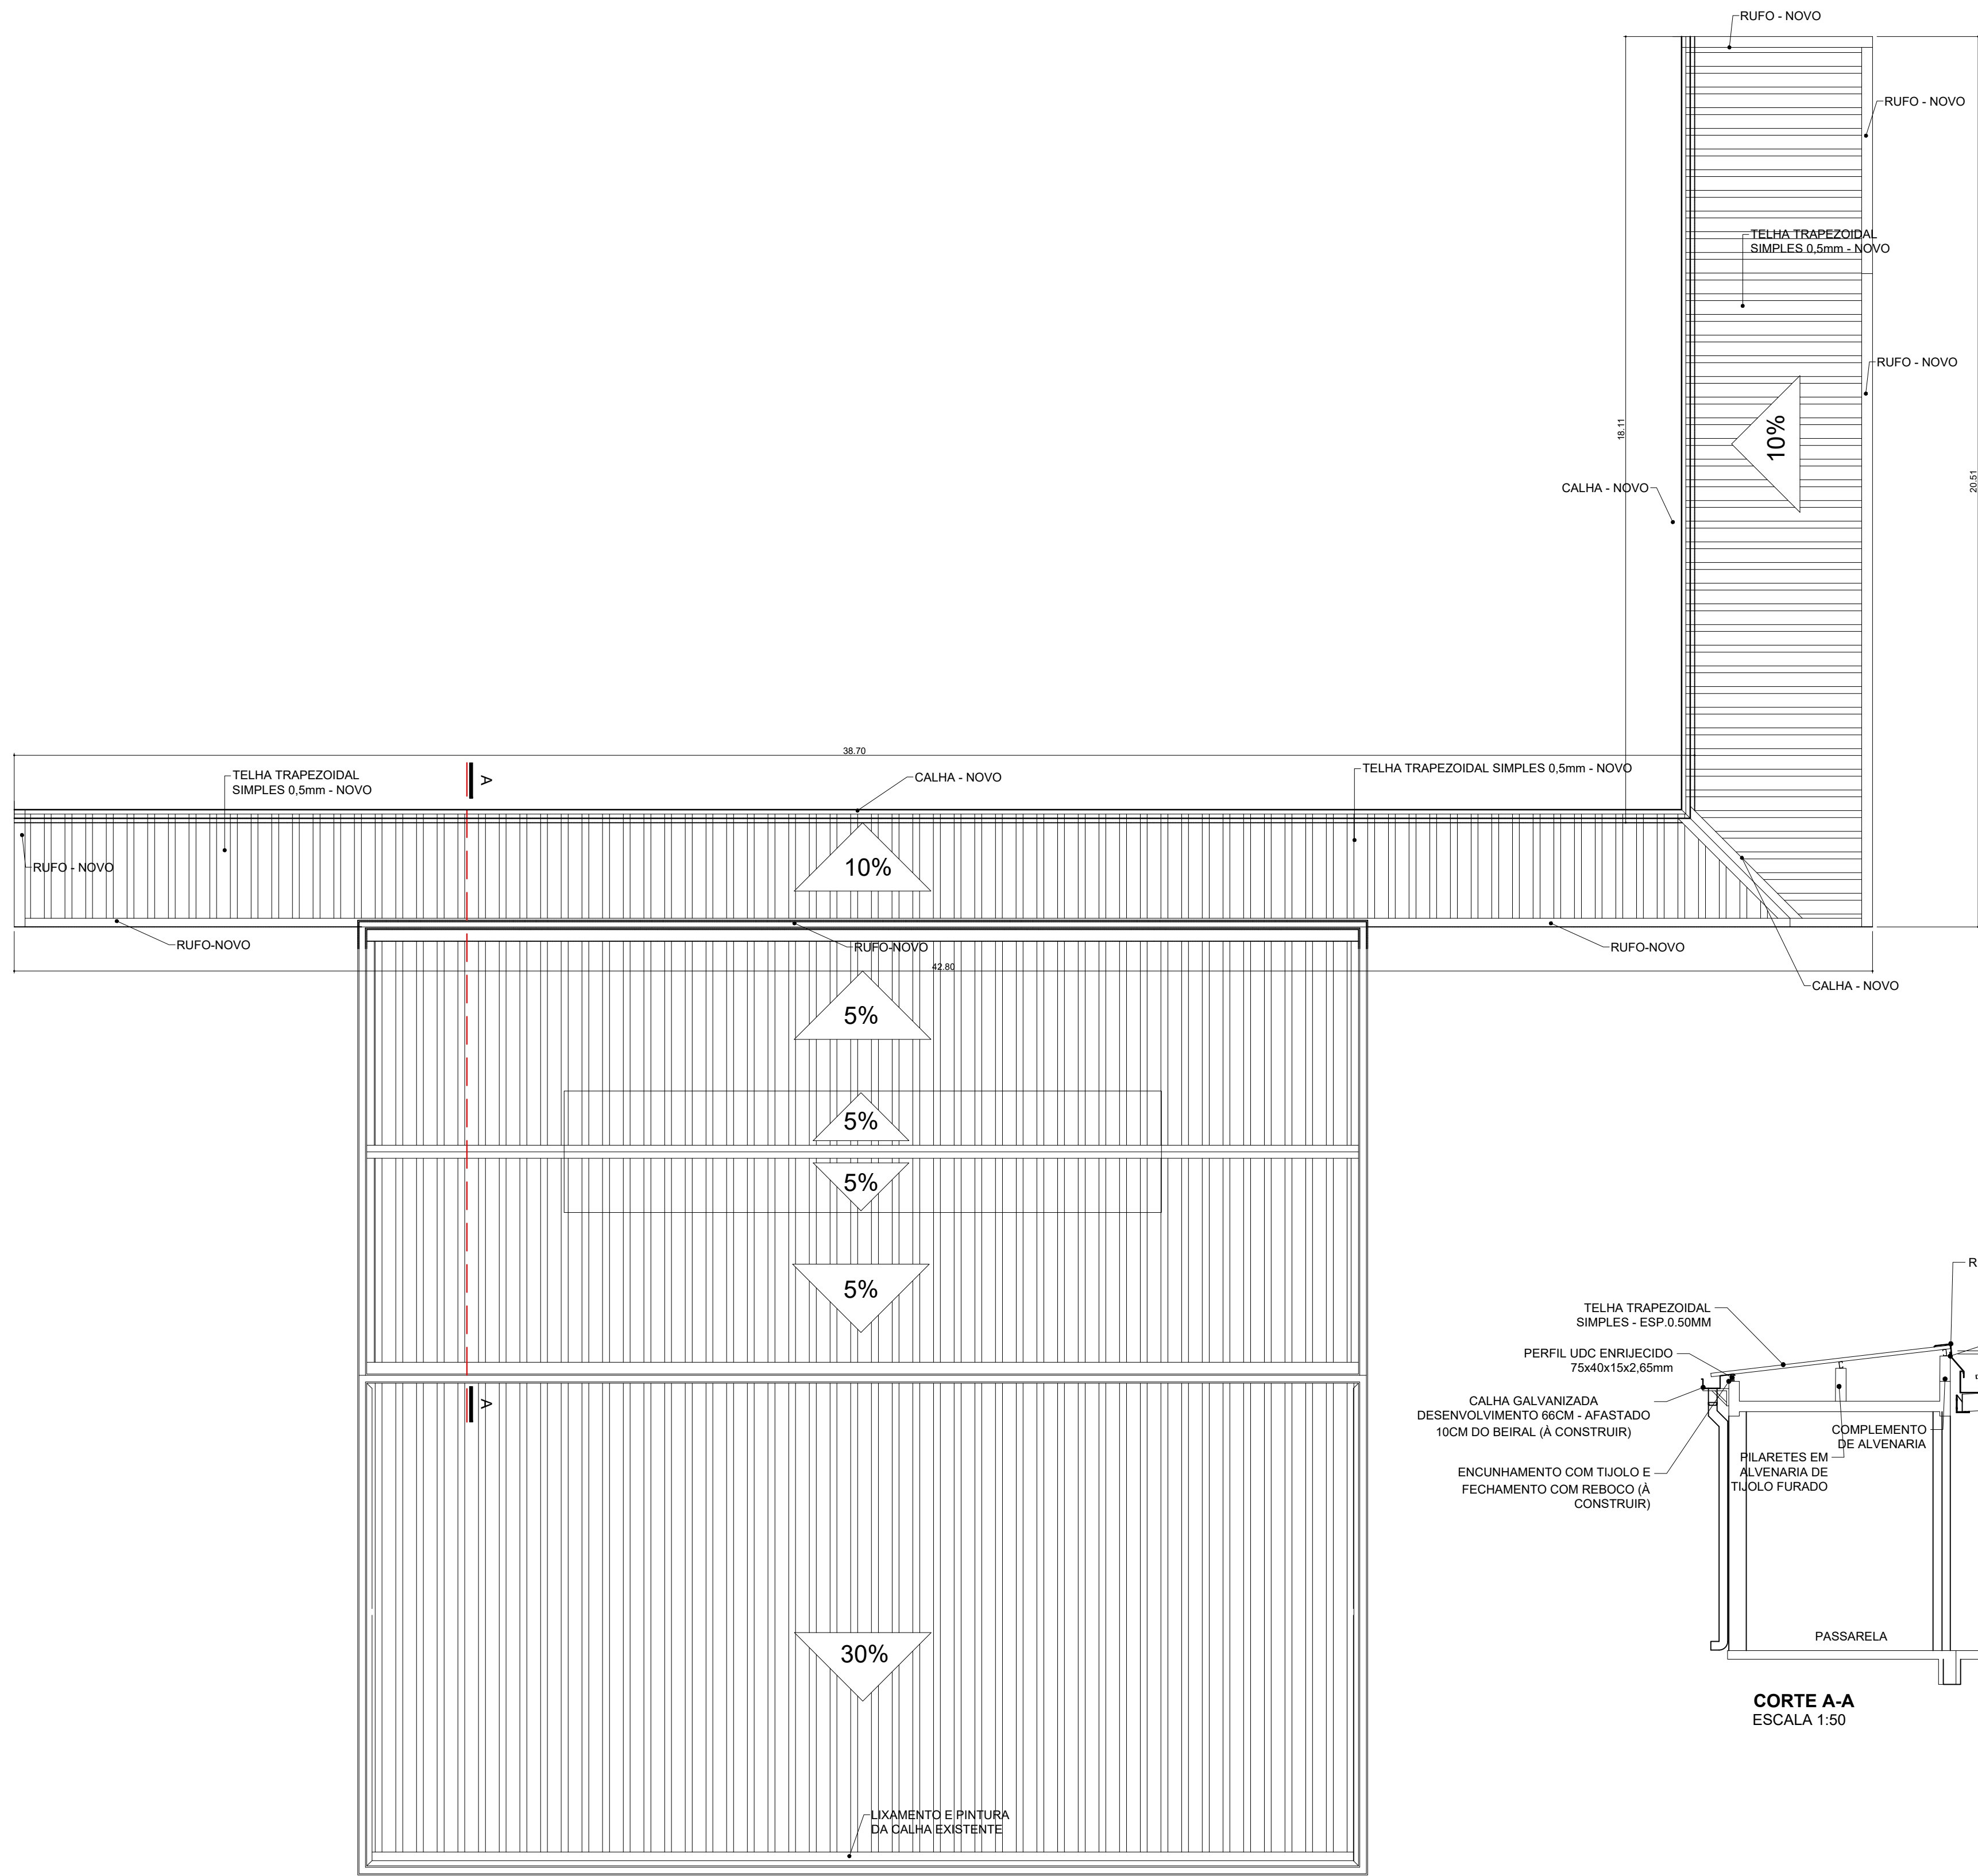 RUFO - NOVO
RUFO - NOVO
TELHA TRAPEZOIDAL
SIMPLES 0,5mm - NOVO
RUFO - NOVO
10%
18.11
20.51
CALHA - NOVO
38.70
TELHA TRAPEZOIDAL
SIMPLES 0,5mm - NOVO
A
CALHA - NOVO
TELHA TRAPEZOIDAL SIMPLES 0,5mm - NOVO
RUFO - NOVO
10%
RUFO-NOVO
RUFO-NOVO
RUFO-NOVO
42.80
CALHA - NOVO
5%
5%
5%
5%
A
30%
LIXAMENTO E PINTURA
DA CALHA EXISTENTE
R
TELHA TRAPEZOIDAL
SIMPLES - ESP.0.50MM
PERFIL UDC ENRIJECIDO
75x40x15x2,65mm
CALHA GALVANIZADA
DESENVOLVIMENTO 66CM - AFASTADO
10CM DO BEIRAL (À CONSTRUIR)
COMPLEMENTO
DE ALVENARIA
PILARETES EM
ALVENARIA DE
TIJOLO FURADO
ENCUNHAMENTO COM TIJOLO E
FECHAMENTO COM REBOCO (À
CONSTRUIR)
PASSARELA
CORTE A-A
ESCALA 1:50